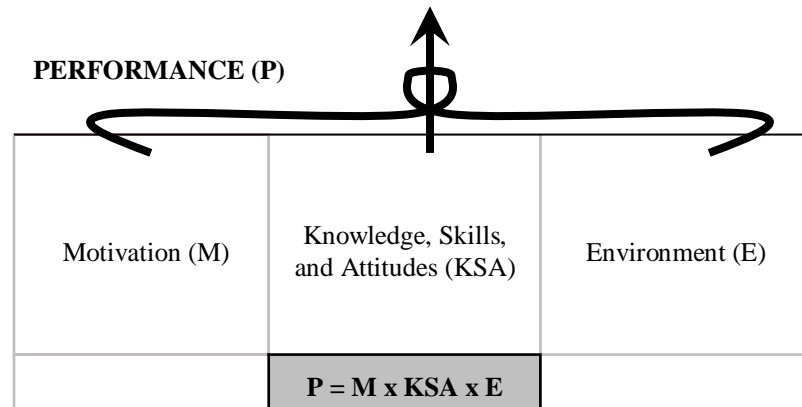 PERFORMANCE (P)
Motivation (M)
Knowledge, Skills,
and Attitudes (KSA)
Environment (E)
P = M x KSA x E